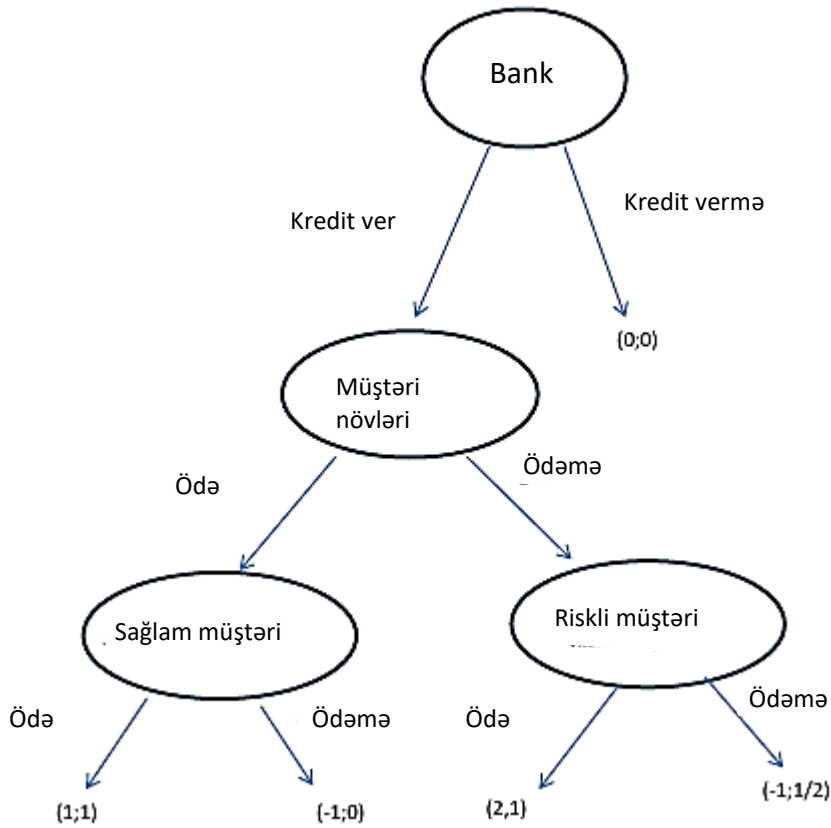 Bank
Kredit ver
Kredit vermə
(0;0)
Müştəri
növləri
Ödə
Ödəmə
Sağlam müştəri
Riskli müştəri
Ödə
Ödəmə
Ödə
Ödəmə
(1;1)
(-1;0)
(2,1)
(-1;1/2)